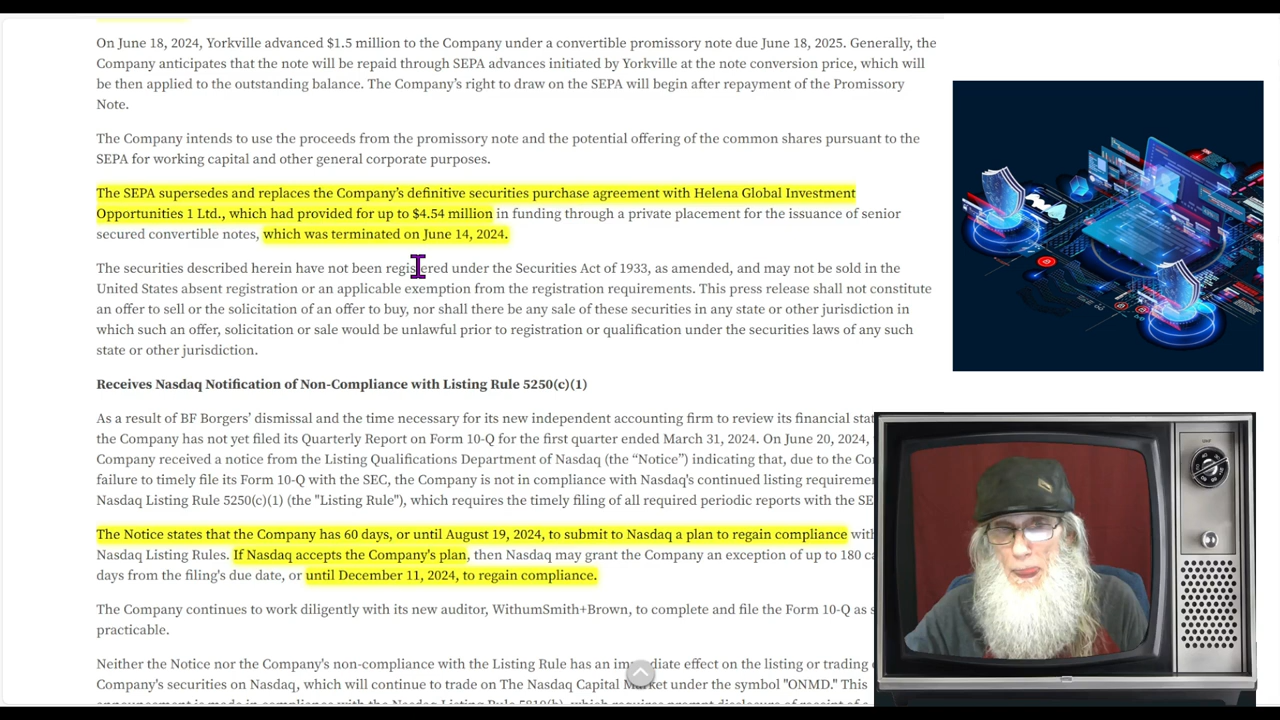 On June 18, 2024, Yorkville advanced $1.5 million to the Company under a convertible promissory note due June 18, 2025. Generally, the
Company anticipates that the note will be repaid through SEPA advances initiated by Yorkville at the note conversion price, which will
be then applied to the outstanding balance. The Company's right to draw on the SEPA will begin after repayment of the Promissory
Note.
The Company intends to use the proceeds from the promissory note and the potential offering of the common shares pursuant to the
SEPA for working capital and other general corporate purposes.
The SEPA supersedes and replaces the Company's definitive securities purchase agreement with Helena Global Investment
Opportunities 1 Ltd., which had provided for up to $4.54 million in funding through a private placement for the issuance of senior
secured convertible notes, which was terminated on June 14, 2024.
The securities described herein have not been registered under the Securities Act of 1933, as amended, and may not be sold in the
United States absent registration or an applicable exemption from the registration requirements. This press release shall not constitute
an offer to sell or the solicitation of an offer to buy, nor shall there be any sale of these securities in any state or other jurisdiction in
which such an offer, solicitation or sale would be unlawful prior to registration or qualification under the securities laws of any such
state or other jurisdiction.
Receives Nasdaq Notification of Non-Compliance with Listing Rule 5250(c)(1)
As a result of BF Borgers' dismissal and the time necessary for its new independent accounting firm to review its financial
the Company has not yet filed its Quarterly Report on Form 10-Q for the first quarter ended March 31, 2024. On June 20, 2024,
Company received a notice from the Listing Qualifications Department of Nasdaq (the "Notice") indicating that, due to the
failure to timely file its Form 10-Q with the SEC, the Company is not in compliance with Nasdaq's continued listing
Nasdaq Listing Rule 5250(c)(1) (the "Listing Rule"), which requires the timely filing of all required periodic reports with the
The Notice states that the Company has 60 days, or until August 19, 2024, to submit to Nasdaq a plan to regain compliance
Nasdaq Listing Rules. If Nasdaq accepts the Company's plan, then Nasdaq may grant the Company an exception of up to 180
days from the filing's due date, or until December 11, 2024, to regain compliance.
The Company continues to work diligently with its new auditor, WithumSmith+Brown, to complete and file the Form 10-Q as
practicable.
Neither the Notice nor the Company's non-compliance with the Listing Rule has an immediate effect on the listing or trading
Company's securities on Nasdaq, which will continue to trade on The Nasdaq Capital Market under the symbol "ONMD." This